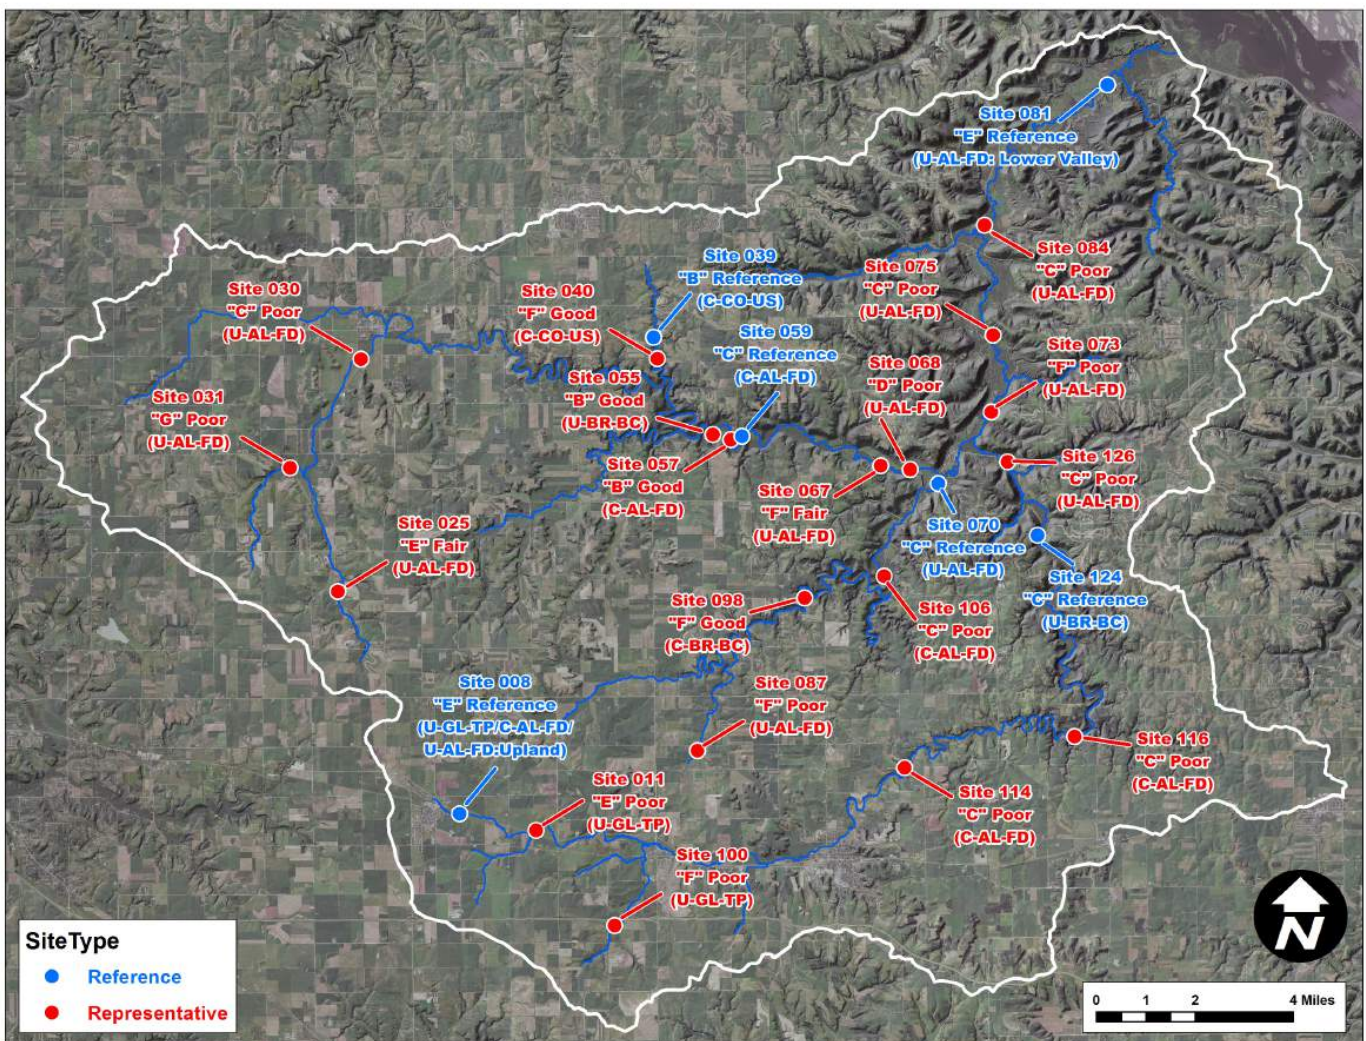 Site 081
"E" Reference
(U-AL-FD: Lower Valley)
Site 084
"C" Poor
(U-AL-FD)
Site 039
"B" Reference
(C-CO-US)
Site 075
"C" Poor
(U-AL-FD)
Site 030
"C" Poor
(U-AL-FD)
Site 040
"F" Good
(C-CO-US)
Site 059
"C" Reference
(C-AL-FD)
Site 073
"F" Poor
(U-AL-FD)
Site 068
"D" Poor
(U-AL-FD)
Site 055
"B" Good
(U-BR-BC)
Site 031
"G" Poor
(U-AL-FD)
Site 057
"B" Good
(C-AL-FD)
Site 126
"C" Poor
(U-AL-FD)
Site 067
"F" Fair
(U-AL-FD)
Site 025
"E" Fair
(U-AL-FD)
Site 070
"C" Reference
(U-AL-FD)
Site 124
"C" Reference
(U-BR-BC)
Site 098
"F" Good
(C-BR-BC)
Site 106
"C" Poor
(C-AL-FD)
Site 008
"E" Reference
(U-GL-TP/C-AL-FD/
U-AL-FD:Upland)
Site 087
"F" Poor
(U-AL-FD)
Site 116
"C" Poor
(C-AL-FD)
Site 011
"E" Poor
(U-GL-TP)
Site 114
"C" Poor
(C-AL-FD)
Site 100
"F" Poor
(U-GL-TP)
N
SiteType
Reference
Representative
0 1 2 4 Miles